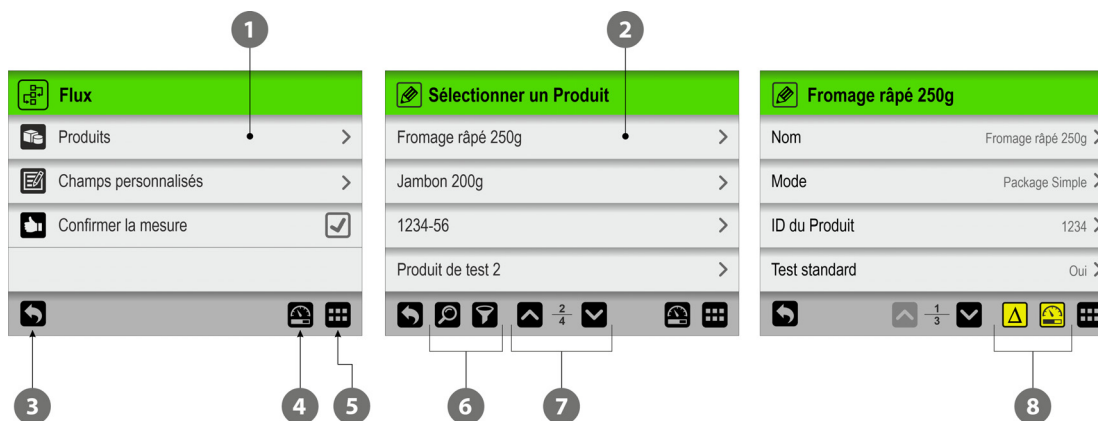 1
2
Flux
Produits
Champs personnalisés
Confirmer la mesure
Sélectionner un Produit
Fromage râpé 250g
Jambon 200g
1234-56
Produit de test 2
2
4
Fromage râpé 250g
Nom Fromage râpé 250g
Mode Package Simple
ID du Produit 1234
Test standard Oui
1
3
Δ
3
4
5
6
7
8